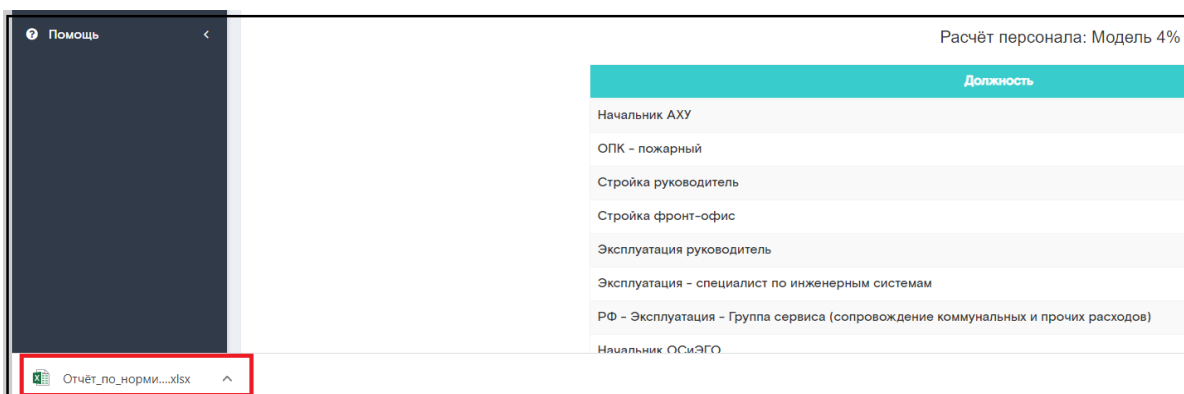 Помощь
Расчёт персонала: Модель 4%
Должность
Начальник АХУ
ОПК - пожарный
Стройка руководитель
Стройка фронт-офис
Эксплуатация руководитель
Эксплуатация - специалист по инженерным системам
РФ - Эксплуатация - Группа сервиса (сопровождение коммунальных и прочих расходов)
Начальник ОСиЭГО
Отчёт_по_норми....xlsx